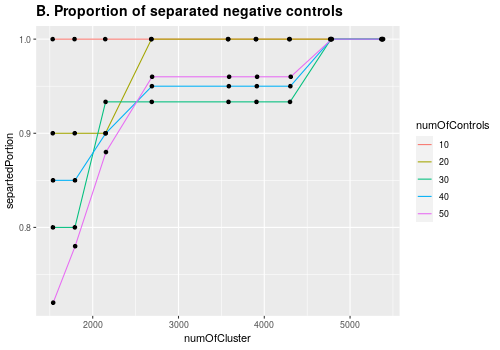 B. Proportion of separated negative controls
1.0
0.9
0.8
separtedPortion
2000 3000 4000 5000
numOfCluster
numOfControls
10
20
30
40
50